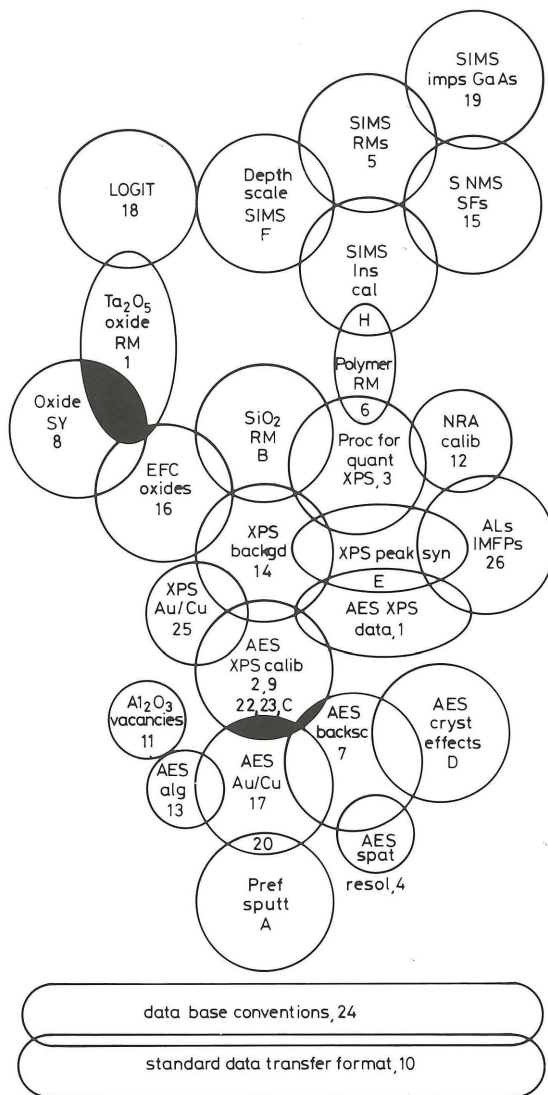 SIMS
imps GaAs
19
SIMS
RMs
5
LOGIT
18
Depth
scale
SIMS
F
SNMS
SFs
15
SIMS
Ins
cal
H
Ta₂O₅
oxide
RM
1
Polymer
RM
6
Oxide
SY
8
SiO₂
RM
B
Proc for
quant
XPS, 3
NRA
calib
12
EFC
oxides
16
XPS
backgd
14
XPS peak syn
ALs
IMFPs
26
E
XPS
Au/Cu
25
AES XPS
data, 1
AES
XPS calib
2,9
22,23,C
Al₂O₃
vacancies
11
AES
backsc
7
AES
cryst
effects
D
AES
alg
13
AES
Au/Cu
17
20
AES
spat
resol, 4
Pref
sputt
A
data base conventions, 24
standard data transfer format, 10